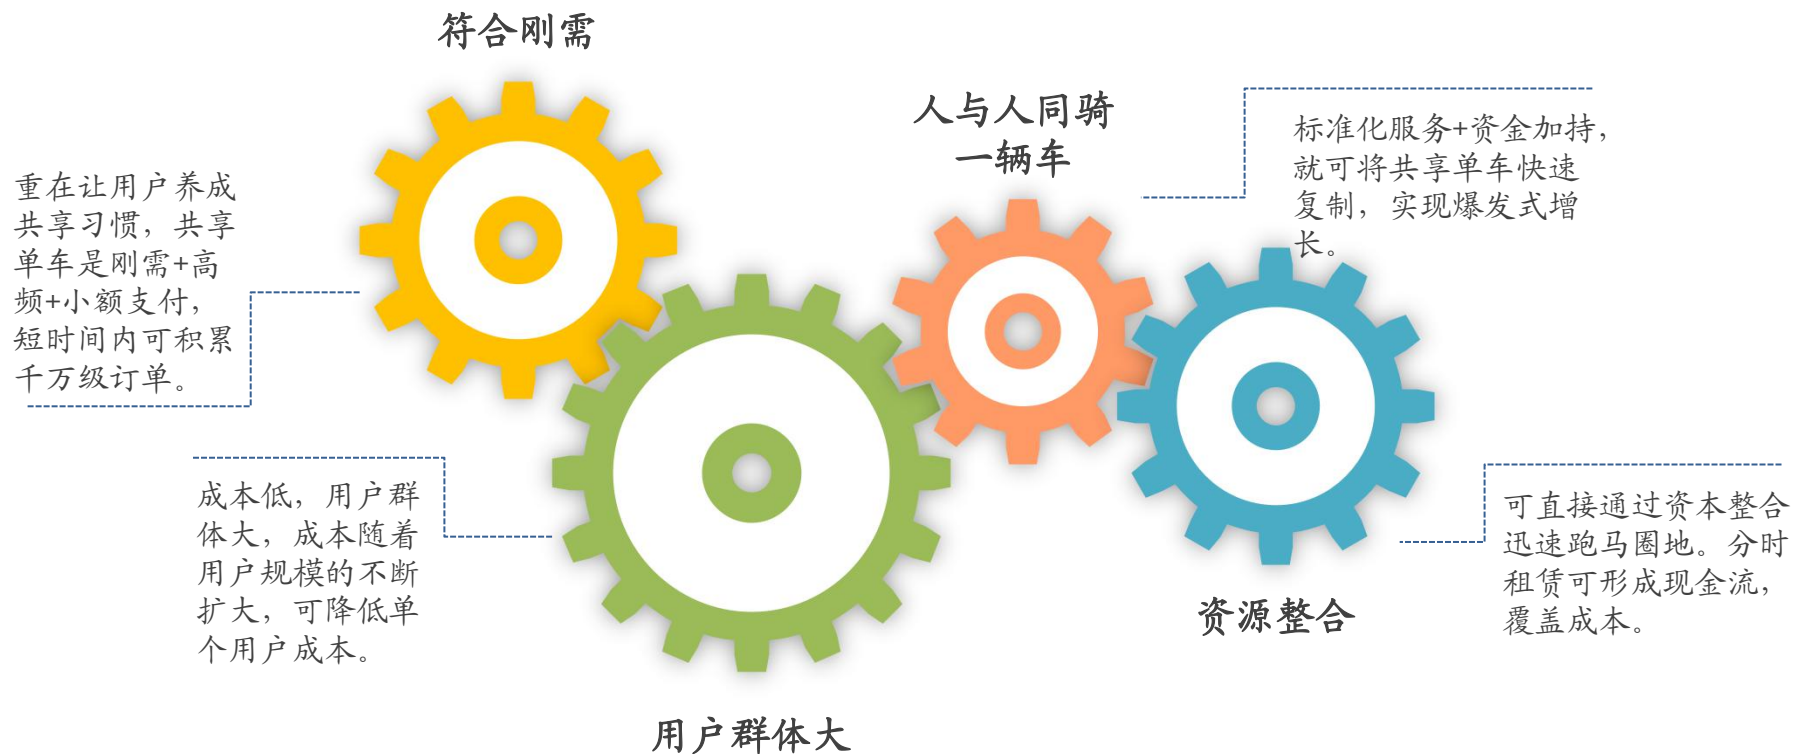 符合刚需
重在让用户养成
共享习惯，共享
单车是刚需+高
频+小额支付，
短时间内可积累
千万级订单。
成本低，用户群
体大，成本随着
用户规模的不断
扩大，可降低单
个用户成本。
用户群体大
人与人同骑
一辆车
标准化服务+资金加持，
就可将共享单车快速
复制，实现爆发式增
长。
资源整合
可直接通过资本整合
迅速跑马圈地。分时
租赁可形成现金流，
覆盖成本。